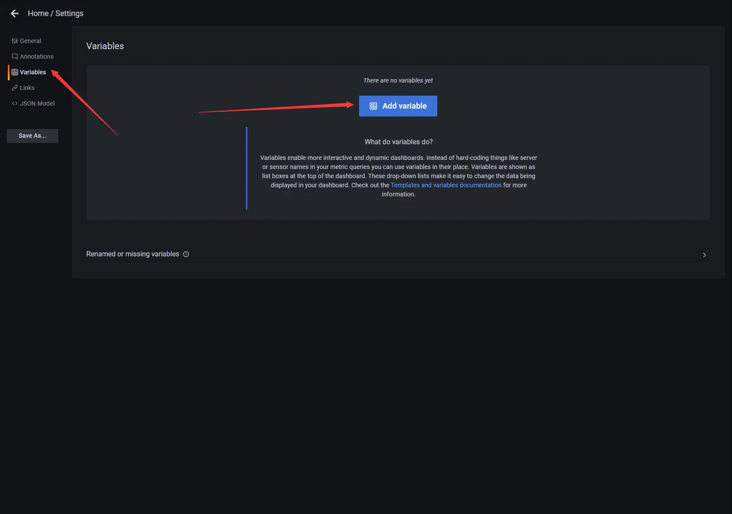 Home / Settings
General
Annotations
Variables
Links
JSON Model
Save As...
Variables
There are no variables yet
Add variable
What do variables do?
Variables enable more interactive and dynamic dashboards. Instead of hard-coding things like server
or sensor names in your metric queries you can use variables in their place. Variables are shown as
list boxes at the top of the dashboard. These drop-down lists make it easy to change the data being
displayed in your dashboard. Check out the Templates and variables documentation for more
information.
Renamed or missing variables